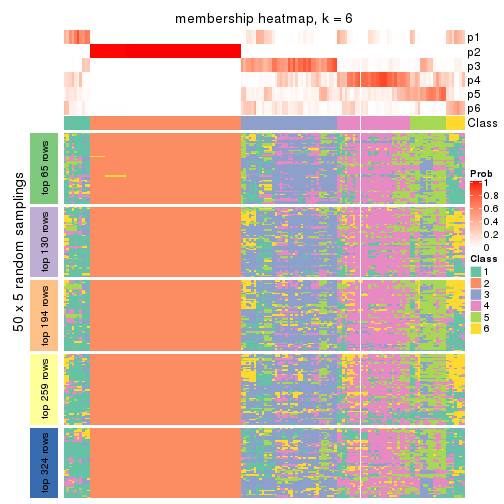 membership heatmap, k = 6
p1
p2
p3
p4
p5
p6
Class
50 x 5 random samplings
top 65 rows
top 130 rows
top 194 rows
top 259 rows
top 324 rows
Prob
1
0.8
0.6
0.4
0.2
0
Class
1
2
3
4
5
6